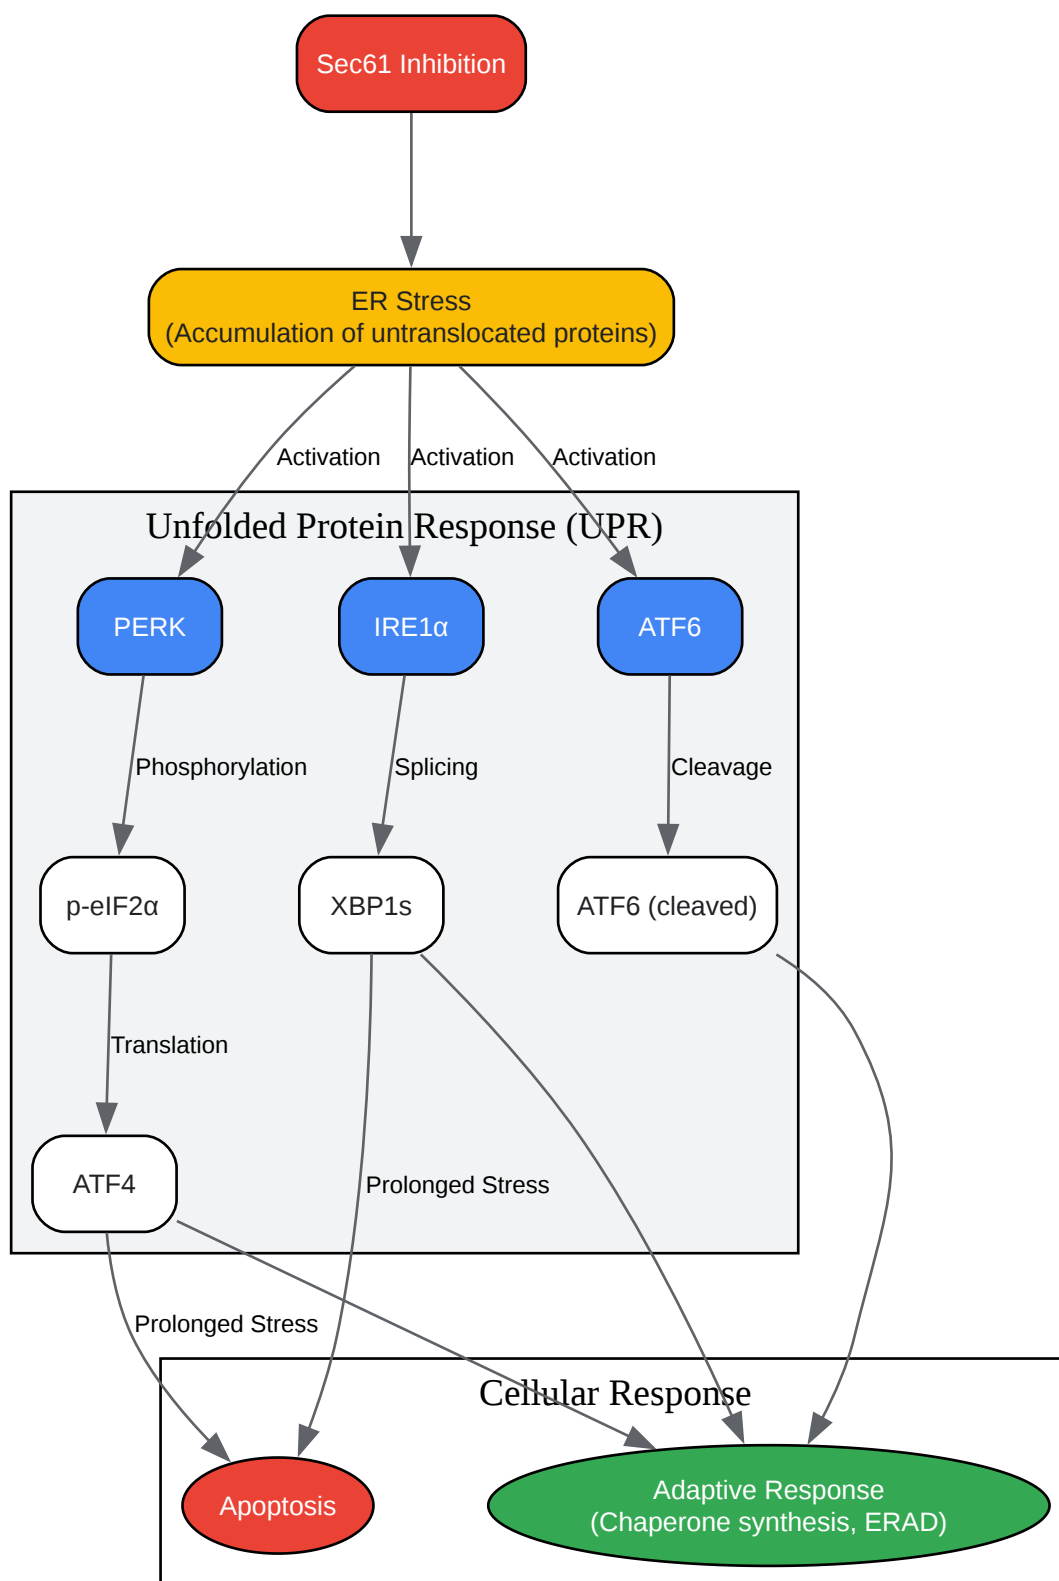 Sec61 Inhibition
ER Stress
(Accumulation of untranslocated proteins)
Activation
Activation
Activation
Unfolded Protein Response (UPR)
PERK
IRE1α
ATF6
Phosphorylation
Splicing
Cleavage
p-eIF2α
XBP1s
ATF6 (cleaved)
Translation
ATF4
Prolonged Stress
Prolonged Stress
Cellular Response
Apoptosis
Adaptive Response
(Chaperone synthesis, ERAD)